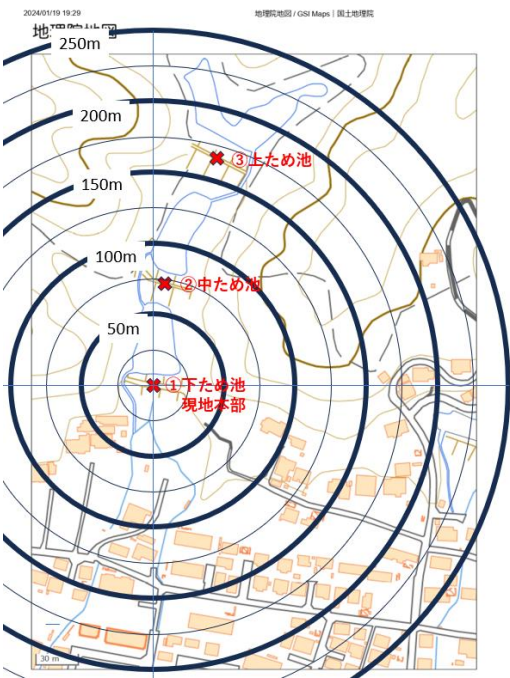 2024/01/19 19:29
地理院地図 / GSI Maps｜国土地理院
地理院地図
250m
200m
③上ため池
150m
100m
②中ため池
50m
①下ため池
現地本部
30 m